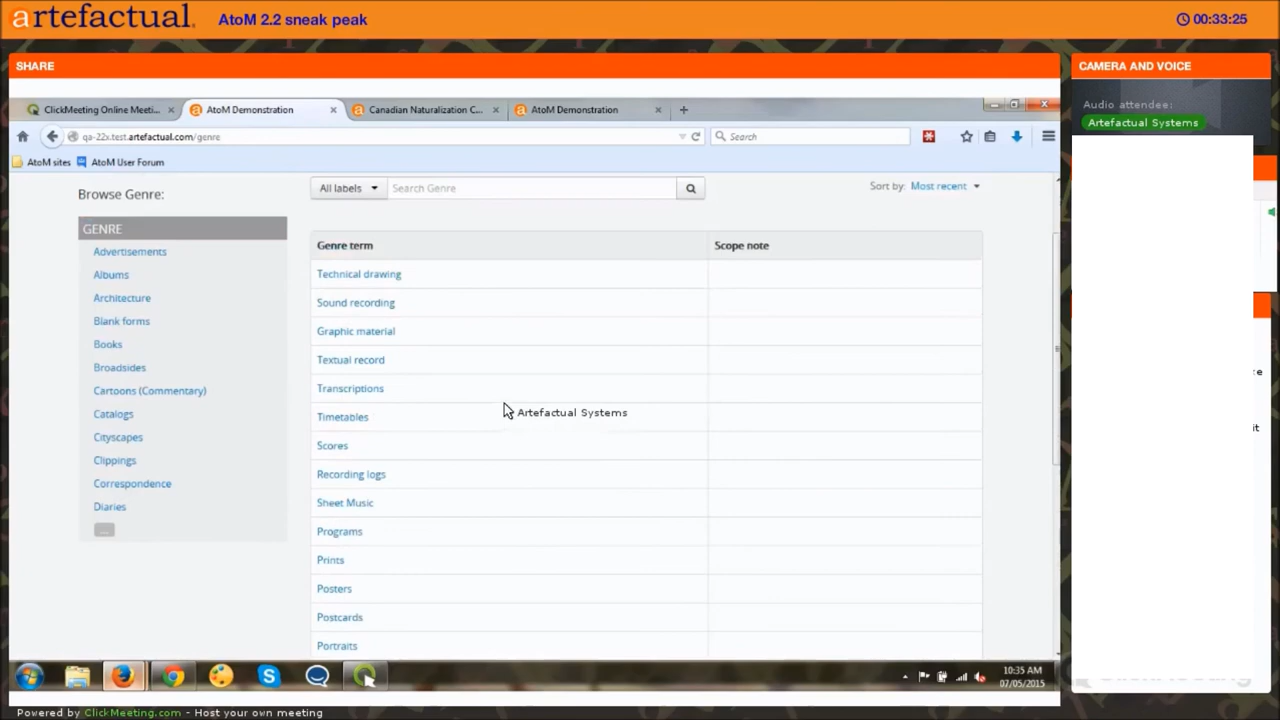 artefactual.
AtoM 2.2 sneak peak
00:33:25
SHARE
CAMERA AND VOICE
Audio attendee:
Artefactual Systems
ClickMeeting Online Meeti...
AtoM Demonstration
Canadian Naturalization C...
AtoM Demonstration
qa-22x.test.artefactual.com/genre
Search
AtoM sites
AtoM User Forum
Browse Genre:
All labels
Search Genre
Sort by: Most recent
GENRE
Advertisements
Albums
Architecture
Blank forms
Books
Broadsides
Cartoons (Commentary)
Catalogs
Cityscapes
Clippings
Correspondence
Diaries
...
Genre term
Scope note
Technical drawing
Sound recording
Graphic material
Textual record
Transcriptions
Timetables
Scores
Recording logs
Sheet Music
Programs
Prints
Posters
Postcards
Portraits
Artefactual Systems
it
10:35 AM
07/05/2015
Powered by ClickMeeting.com - Host your own meeting